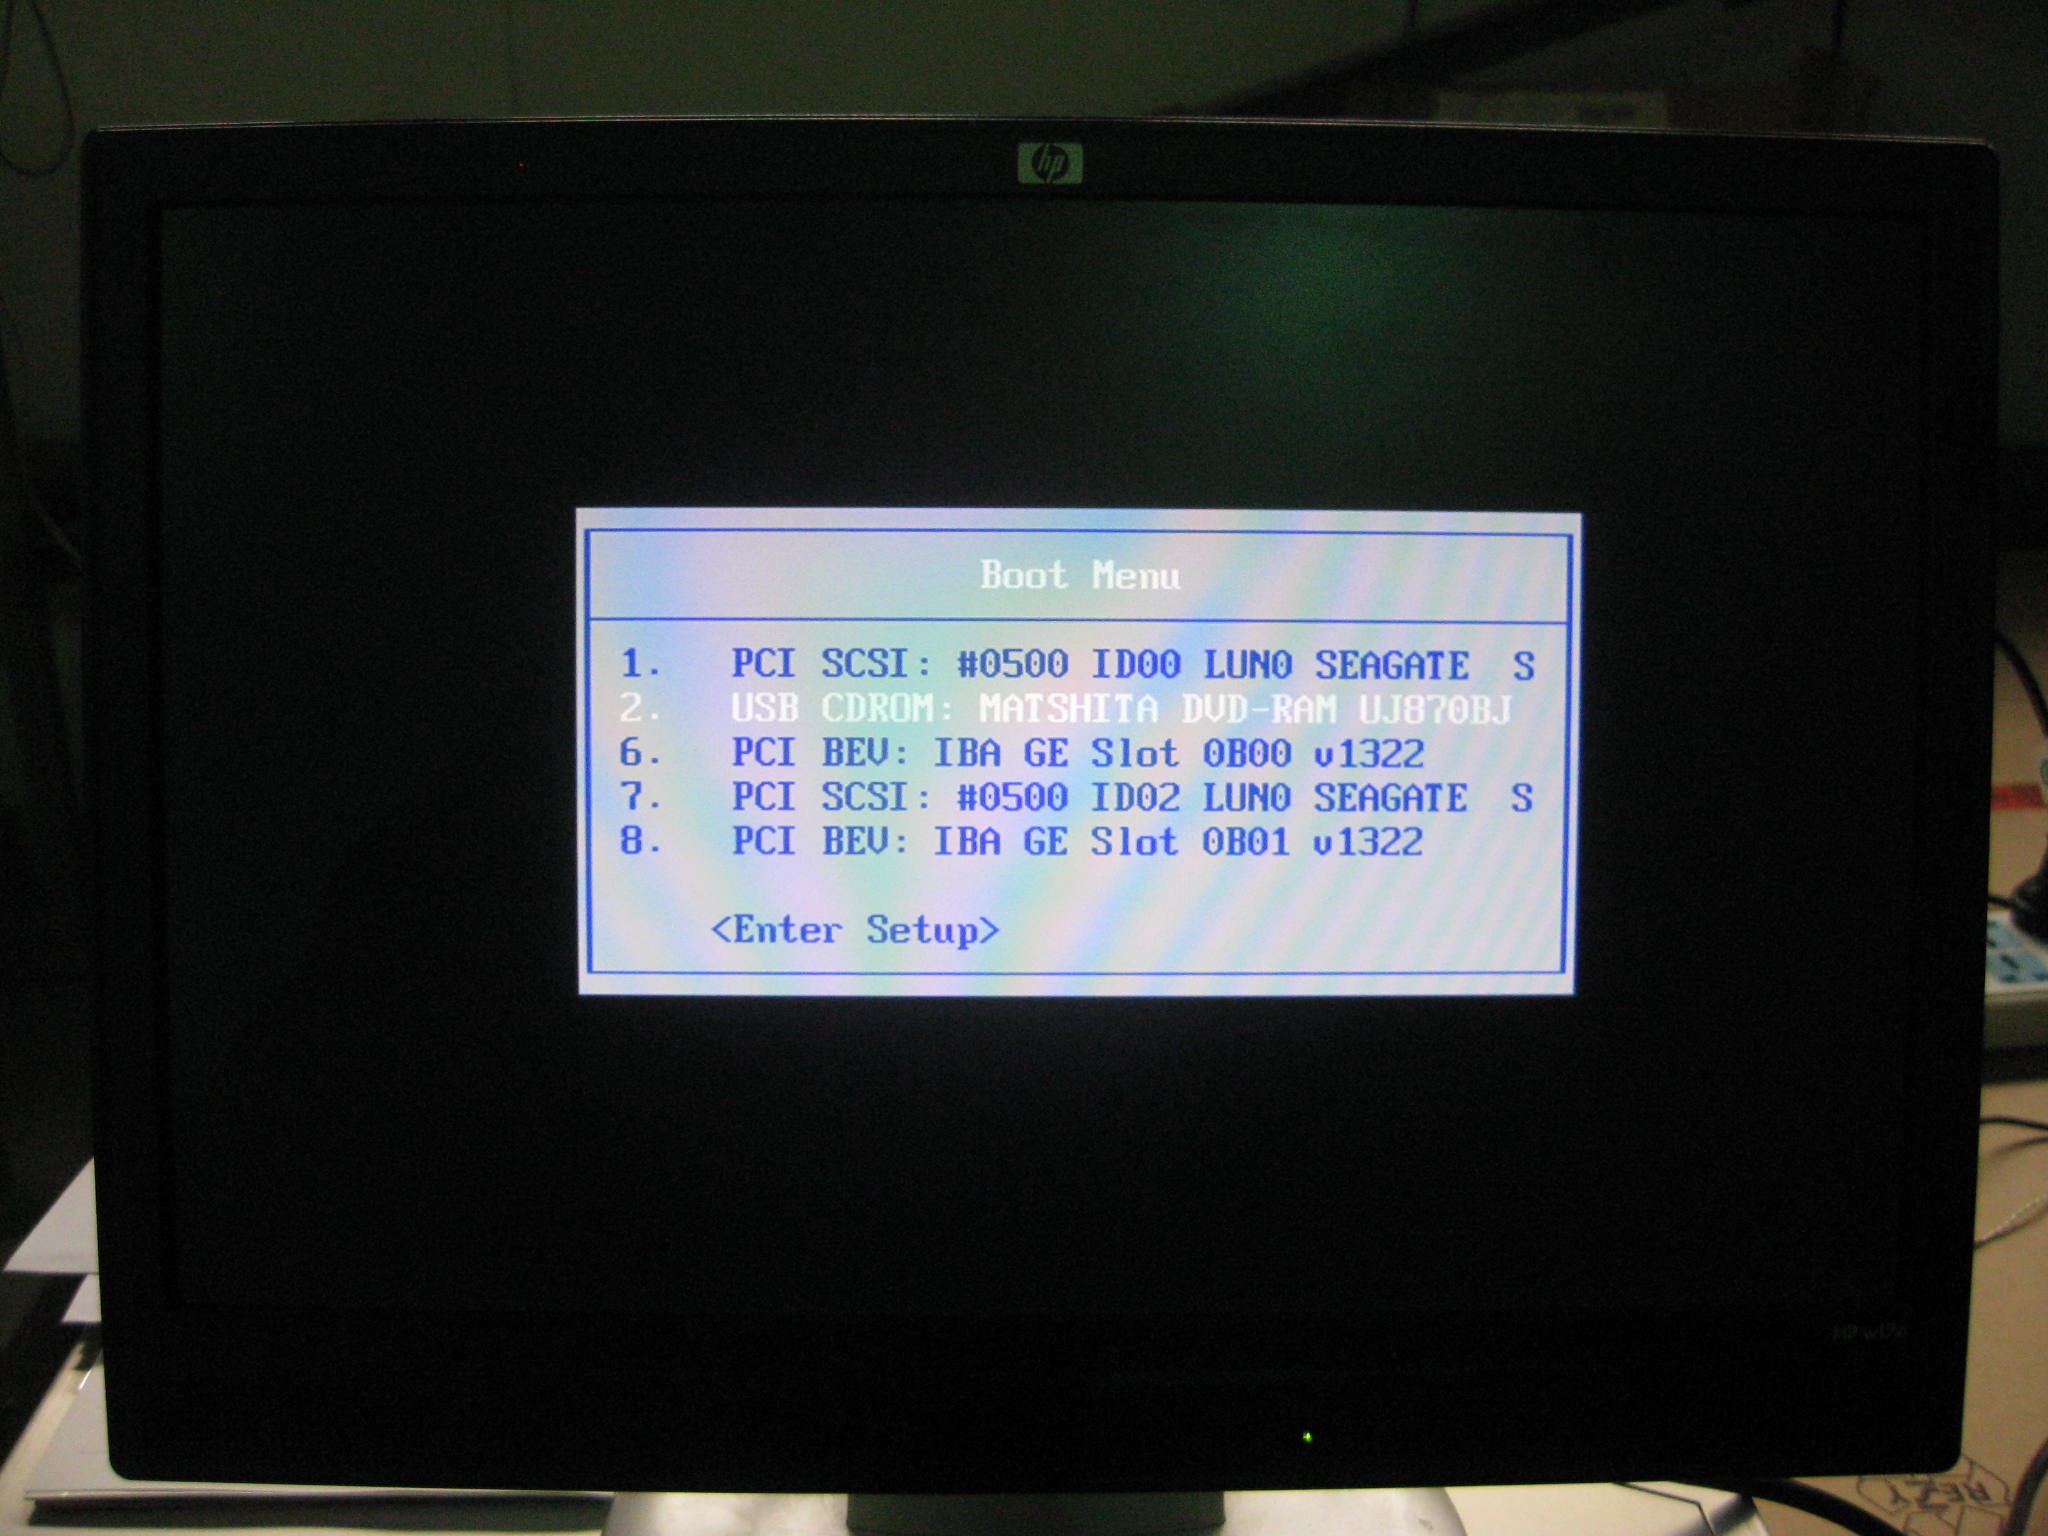 hp
Boot Menu
1. PCI SCSI: #0500 ID00 LUN0 SEAGATE S
2. USB CDROM: MATSHITA DVD-RAM UJ870BJ
6. PCI BEV: IBA GE Slot 0B00 v1322
7. PCI SCSI: #0500 ID02 LUN0 SEAGATE S
8. PCI BEV: IBA GE Slot 0B01 v1322
<Enter Setup>
REZY